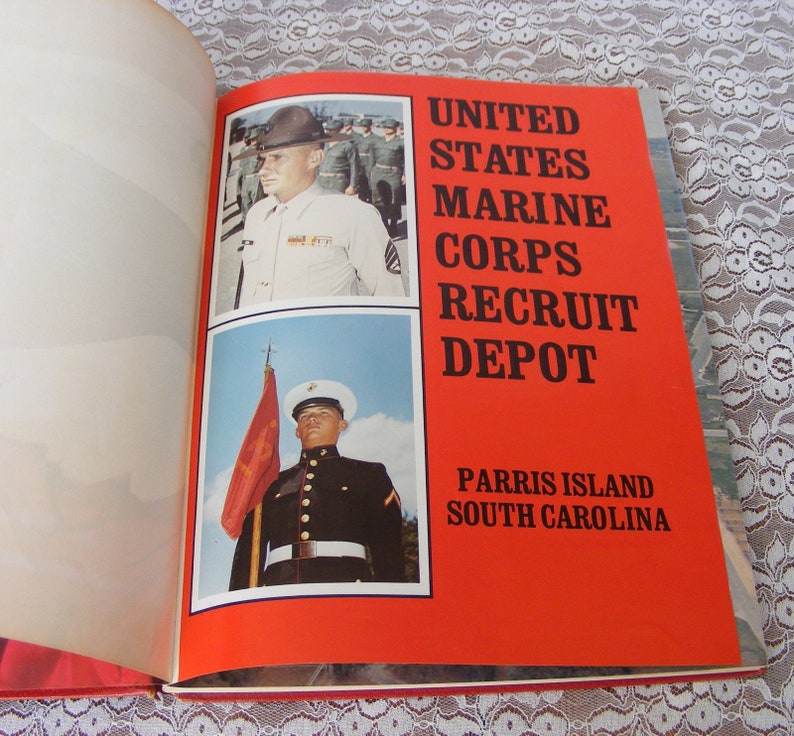 UNITED
STATES
MARINE
CORPS
RECRUIT
DEPOT
PARRIS ISLAND
SOUTH CAROLINA